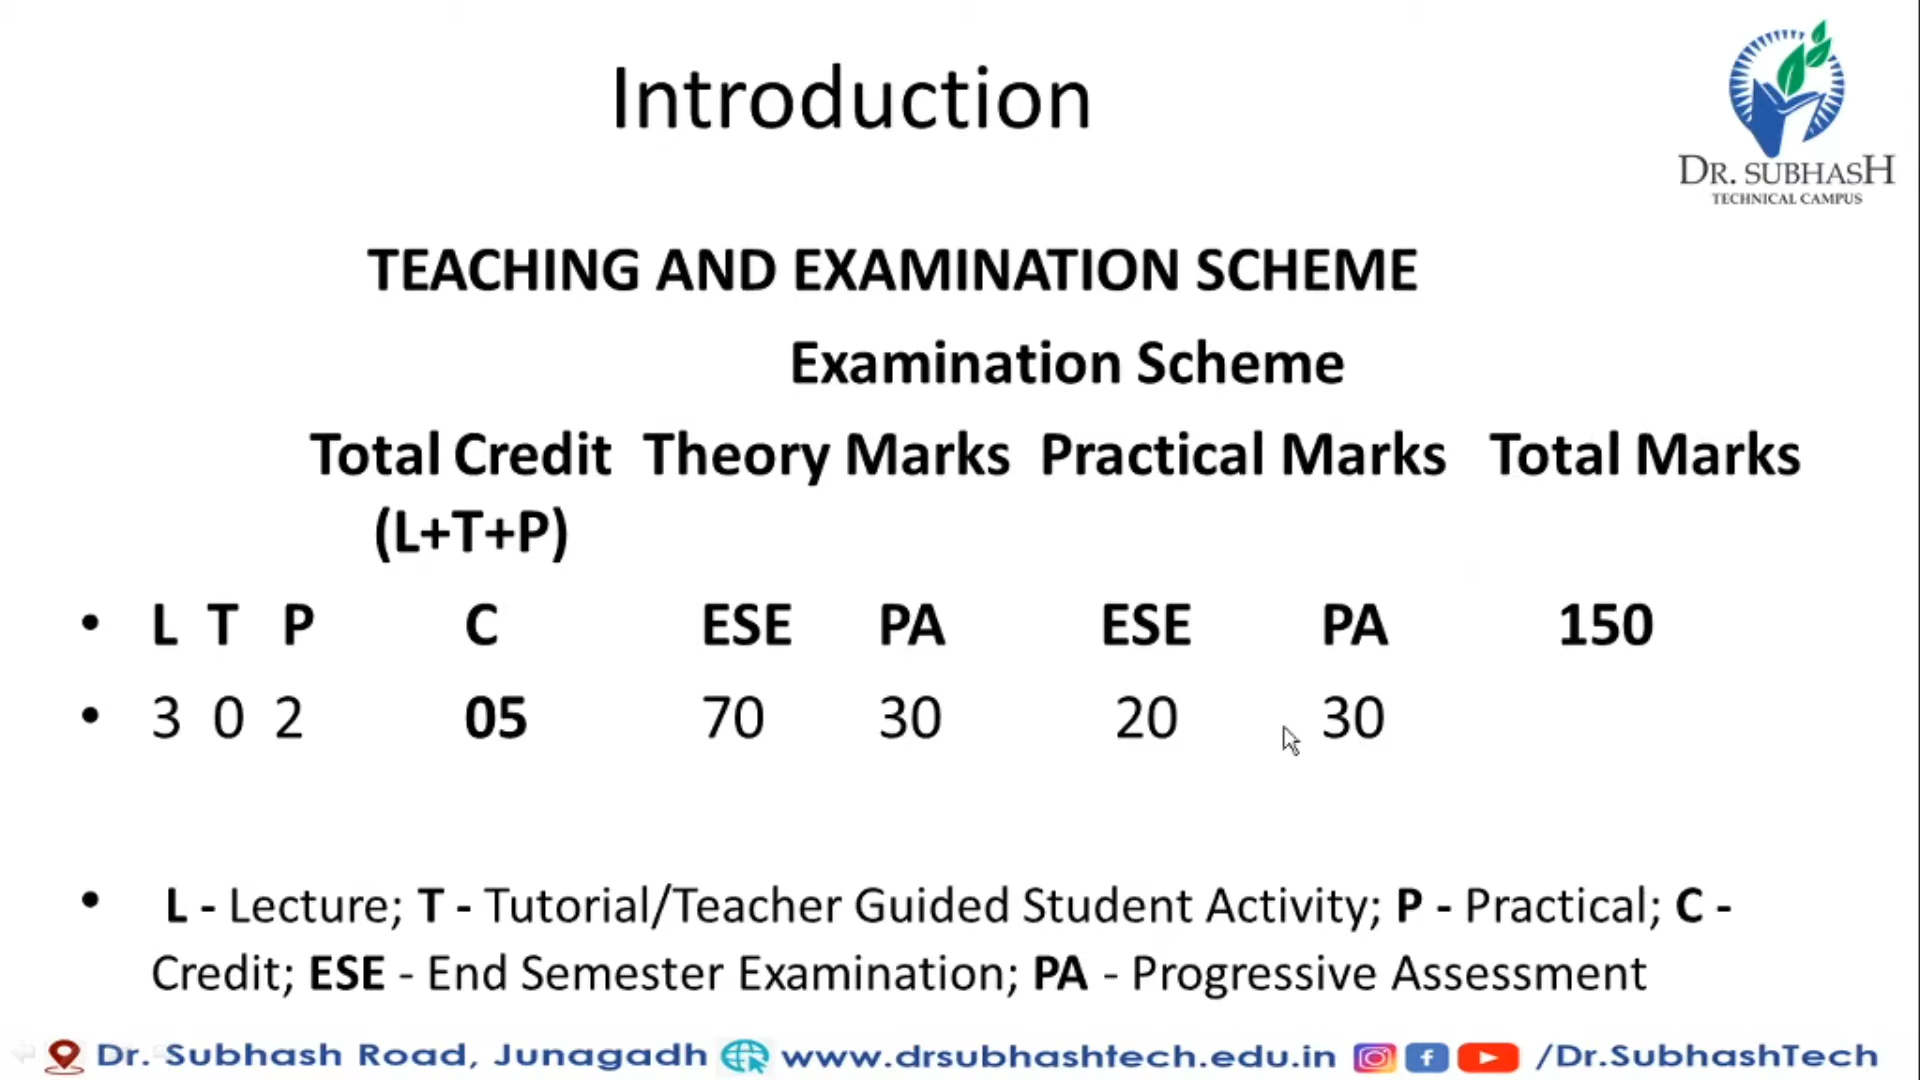 Introduction
DR. SUBHASH
TECHNICAL CAMPUS
TEACHING AND EXAMINATION SCHEME
Examination Scheme
Total Credit Theory Marks Practical Marks Total Marks
(L+T+P)
• L T P C ESE PA ESE PA 150
• 3 0 2 05 70 30 20 30
• L - Lecture; T - Tutorial/Teacher Guided Student Activity; P - Practical; C -
Credit; ESE - End Semester Examination; PA - Progressive Assessment
Dr. Subhash Road, Junagadh www.drsubhashtech.edu.in /Dr.SubhashTech